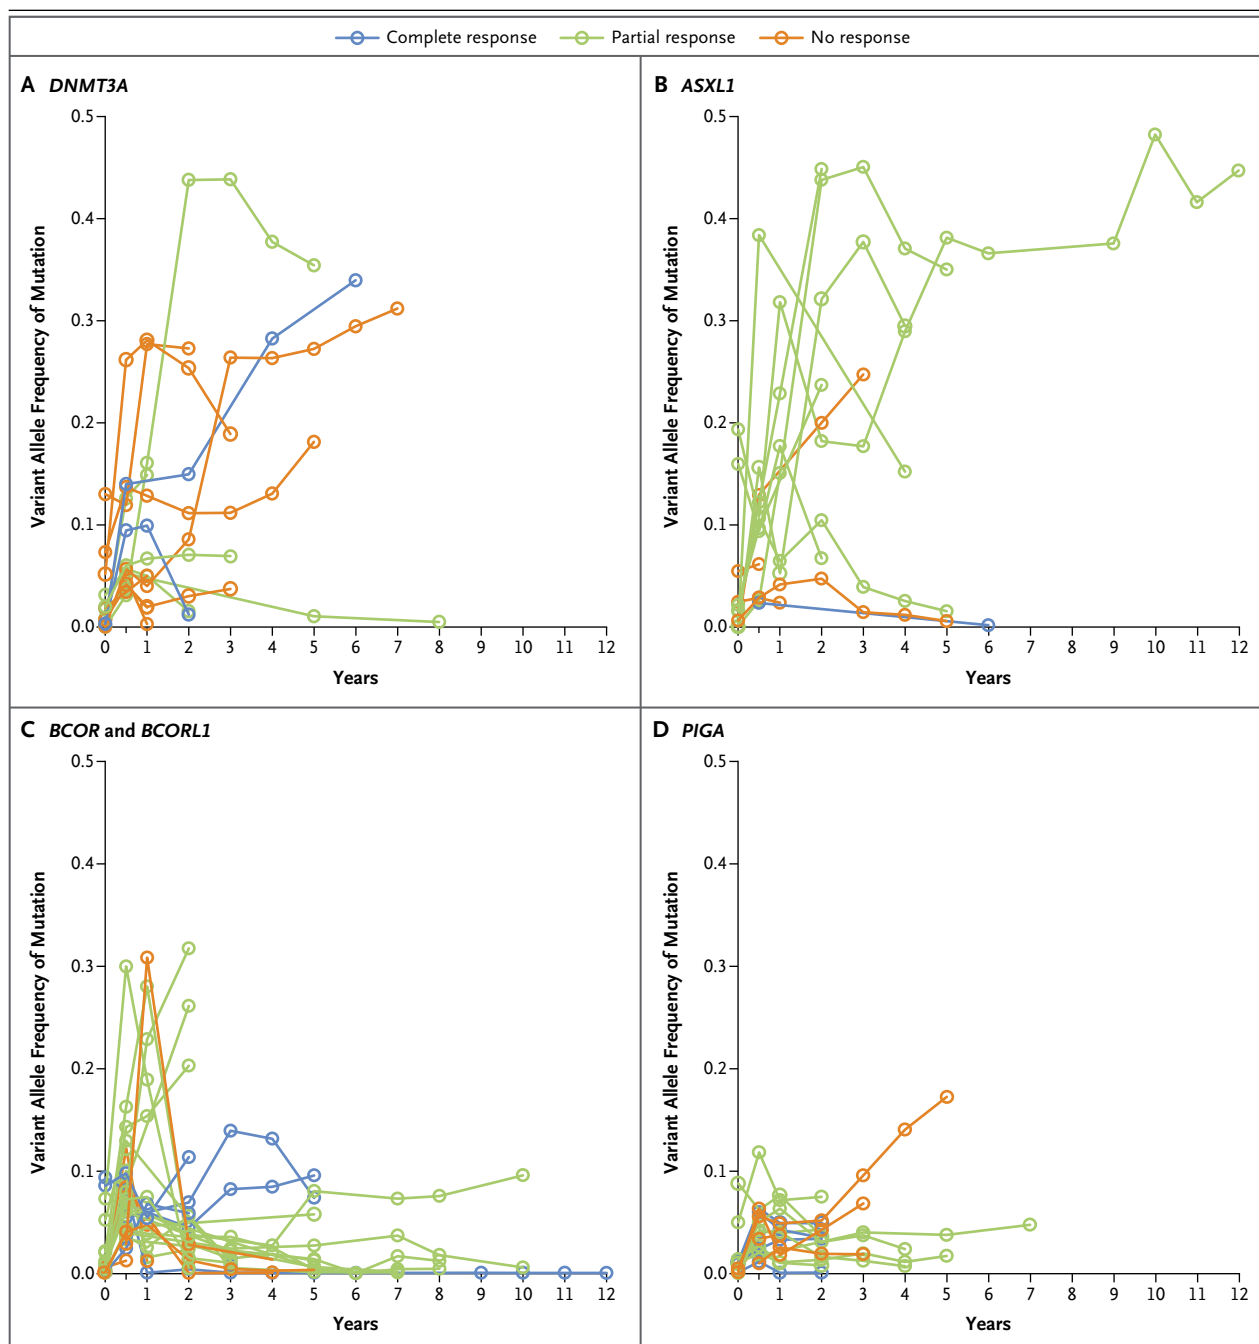 Complete response Partial response No response
A DNMT3A
0.5
0.4
0.3
0.2
0.1
0.0
Variant Allele Frequency of Mutation
0 1 2 3 4 5 6 7 8 9 10 11 12
Years
B ASXL1
0.5
0.4
0.3
0.2
0.1
0.0
Variant Allele Frequency of Mutation
0 1 2 3 4 5 6 7 8 9 10 11 12
Years
C BCOR and BCORL1
0.5
0.4
0.3
0.2
0.1
0.0
Variant Allele Frequency of Mutation
0 1 2 3 4 5 6 7 8 9 10 11 12
Years
D PIGA
0.5
0.4
0.3
0.2
0.1
0.0
Variant Allele Frequency of Mutation
0 1 2 3 4 5 6 7 8 9 10 11 12
Years